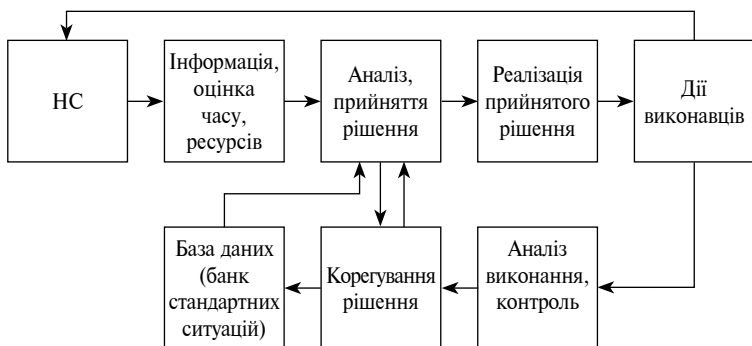 НС
Інформація,
оцінка
часу,
ресурсів
Аналіз,
прийняття
рішення
Реалізація
прийнятого
рішення
Дії
виконавців
База даних
(банк
стандартних
ситуацій)
Корегування
рішення
Аналіз
виконання,
контроль